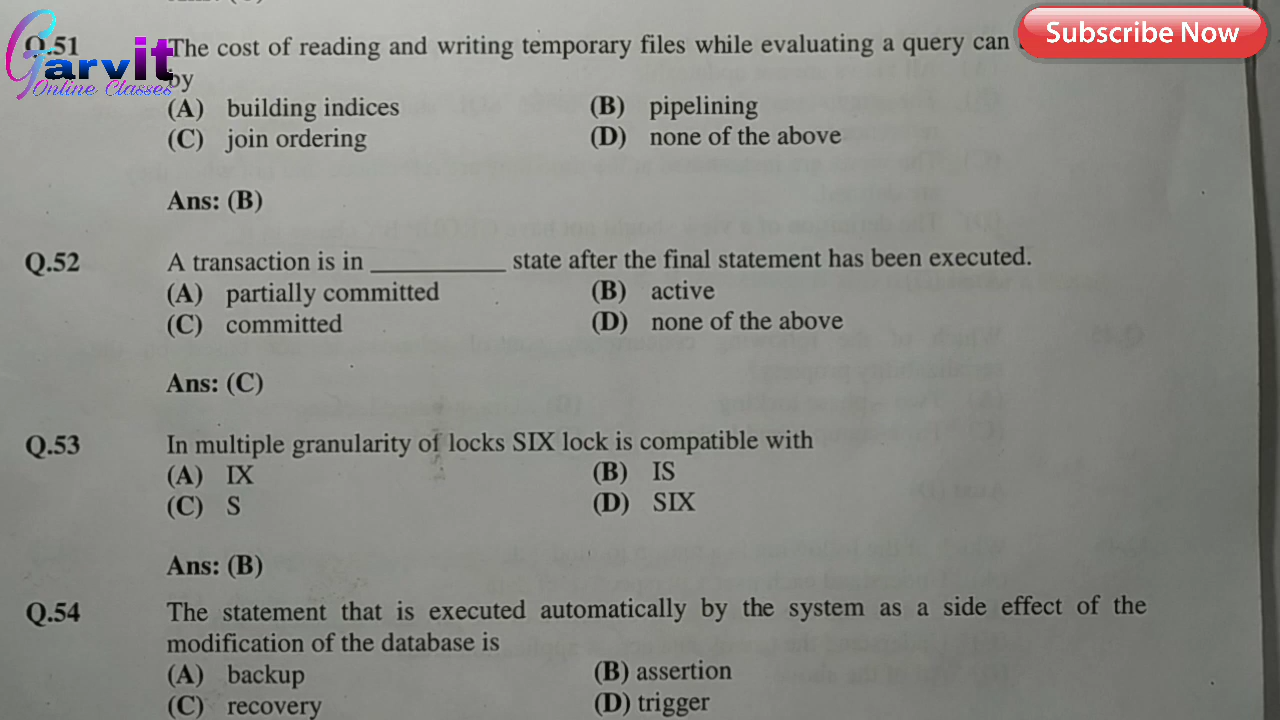 Subscribe Now
Garvit
Online Classes
Q.51 The cost of reading and writing temporary files while evaluating a query can
by
(A) building indices (B) pipelining
(C) join ordering (D) none of the above
Ans: (B)
Q.52 A transaction is in __________ state after the final statement has been executed.
(A) partially committed (B) active
(C) committed (D) none of the above
Ans: (C)
Q.53 In multiple granularity of locks SIX lock is compatible with
(A) IX (B) IS
(C) S (D) SIX
Ans: (B)
Q.54 The statement that is executed automatically by the system as a side effect of the
modification of the database is
(A) backup (B) assertion
(C) recovery (D) trigger